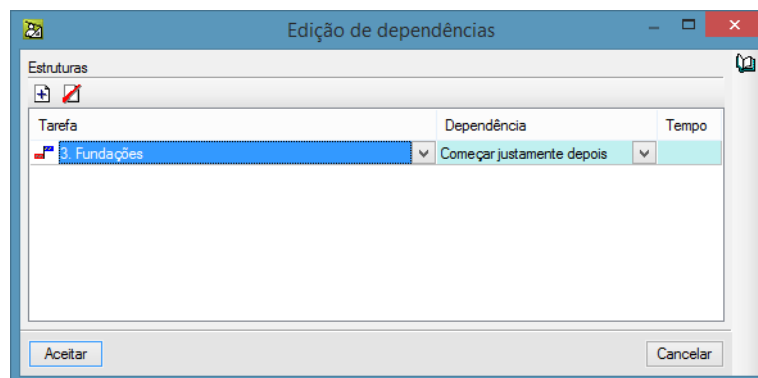 Edição de dependências
Estruturas
Tarefa Dependência Tempo
3. Fundações Começar justamente depois
Aceitar Cancelar